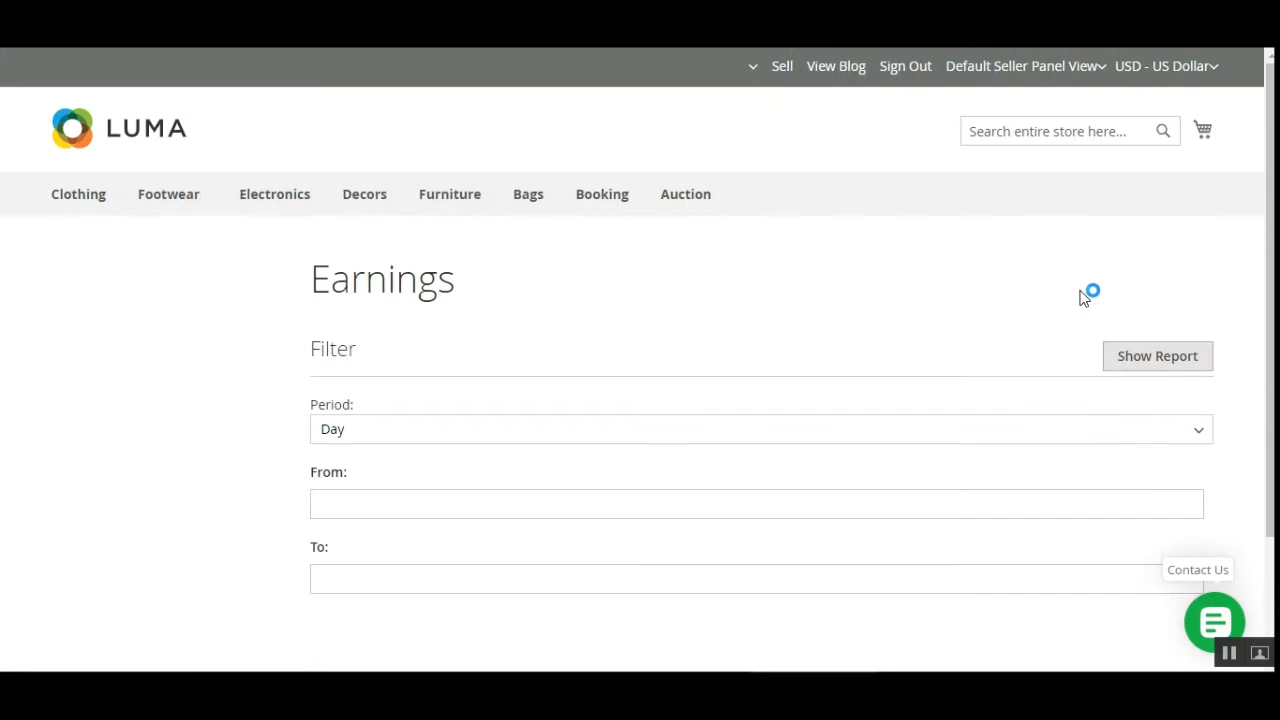 Sell View Blog Sign Out Default Seller Panel View USD - US Dollar
LUMA
Search entire store here...
Clothing Footwear Electronics Decors Furniture Bags Booking Auction
Earnings
Filter
Show Report
Period:
Day
From:
To:
Contact Us